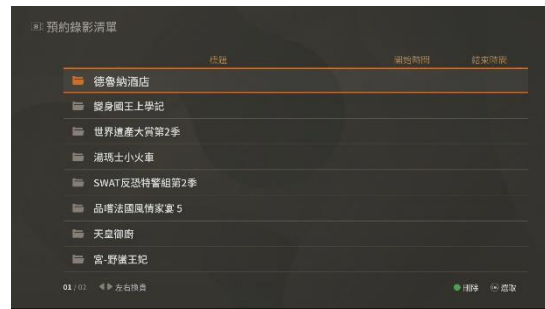 預約錄影清單
標題 開始時間 結束時間
德魯納酒店
變身國王上學記
世界遺產大賞第2季
湯瑪士小火車
SWAT反恐特警組第2季
品嚐法國風情家宴 5
天皇御廚
宮-野蠻王妃
01 / 02 ◀▶ 左右換頁 刪除 選取